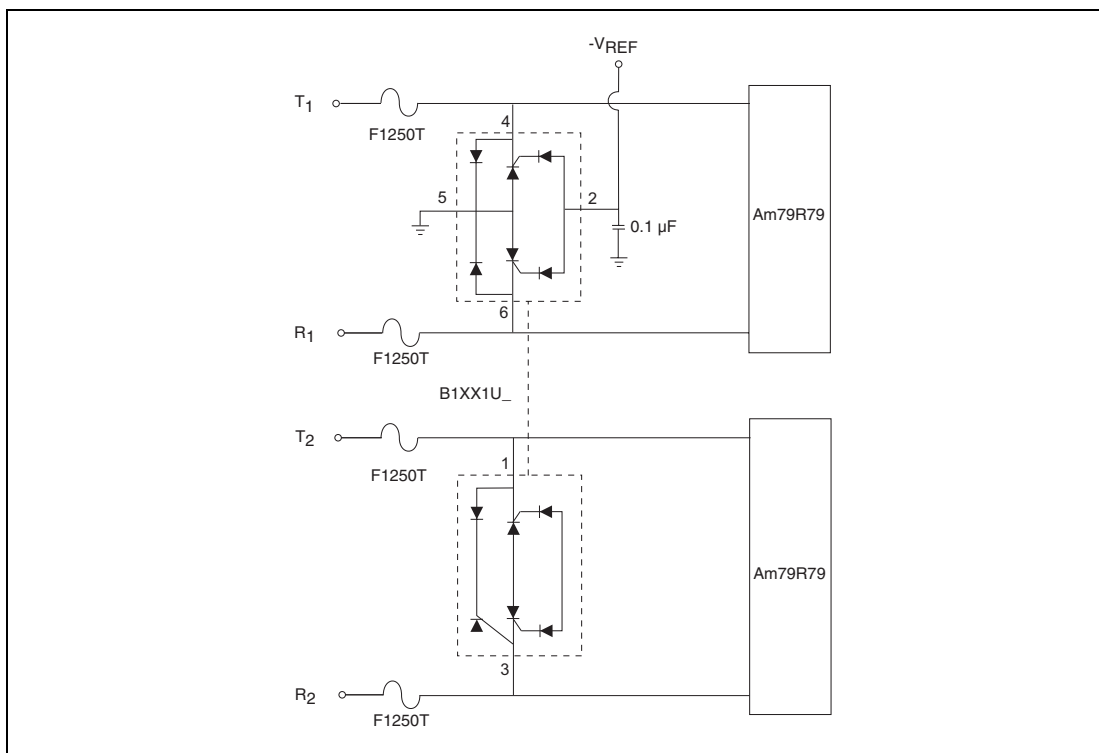 -VREF
T1
F1250T
4
5
2
0.1 µF
Am79R79
6
R1
F1250T
B1XX1U_
T2
F1250T
1
Am79R79
3
R2
F1250T